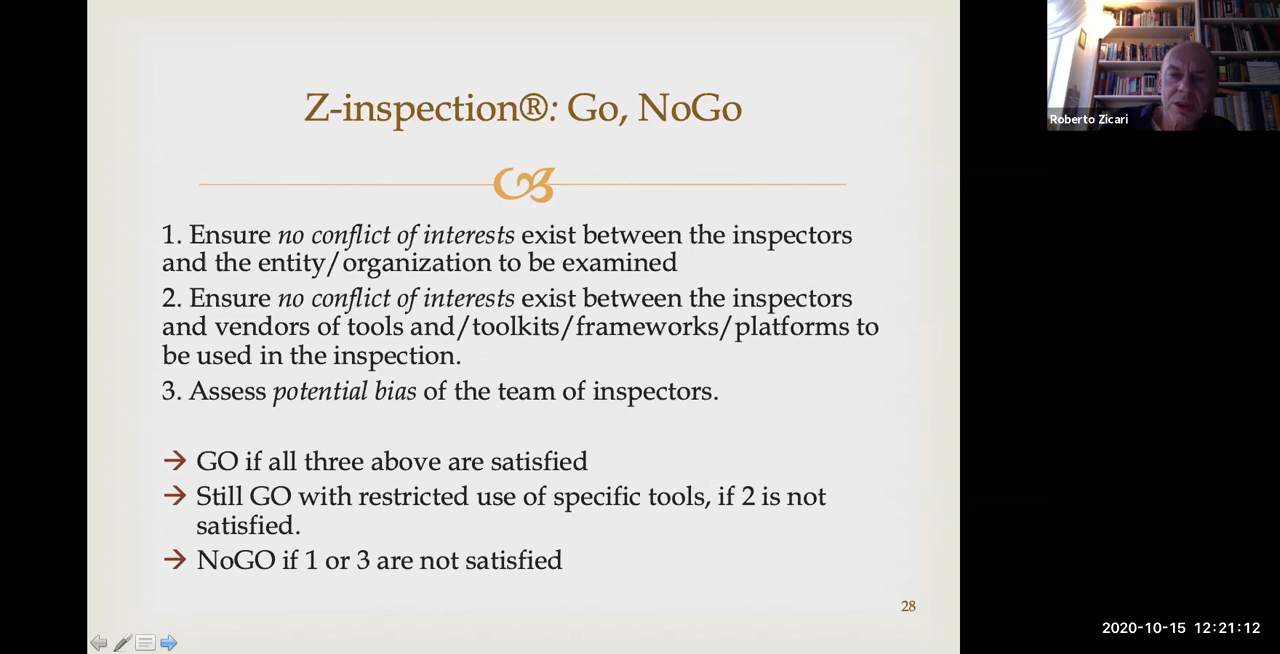 Z-inspection®: Go, NoGo
1. Ensure no conflict of interests exist between the inspectors
and the entity/organization to be examined
2. Ensure no conflict of interests exist between the inspectors
and vendors of tools and/toolkits/frameworks/platforms to
be used in the inspection.
3. Assess potential bias of the team of inspectors.
→ GO if all three above are satisfied
→ Still GO with restricted use of specific tools, if 2 is not
satisfied.
→ NoGO if 1 or 3 are not satisfied
28
Roberto Zicari
2020-10-15 12:21:12